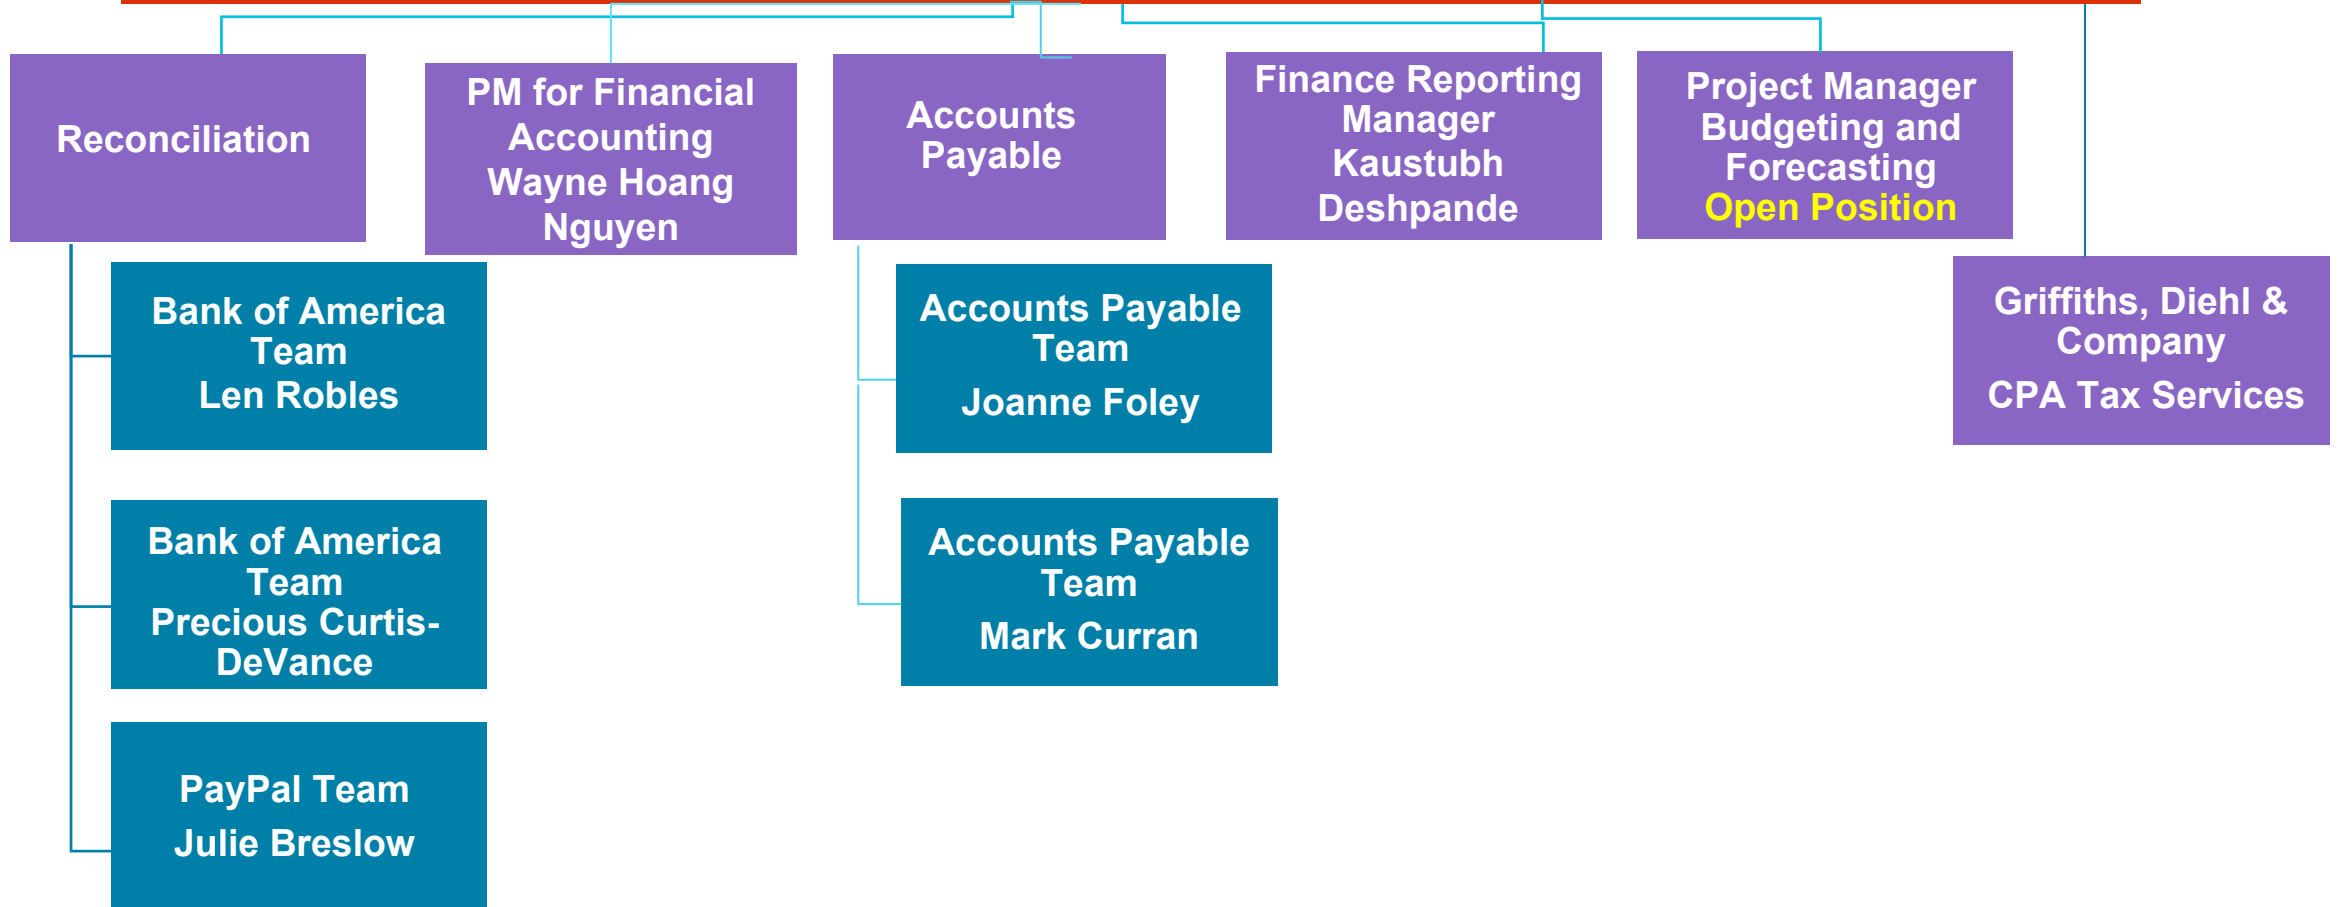 Reconciliation
PM for Financial
Accounting
Wayne Hoang
Nguyen
Accounts
Payable
Finance Reporting
Manager
Kaustubh
Deshpande
Project Manager
Budgeting and
Forecasting
Open Position
Bank of America
Team
Len Robles
Accounts Payable
Team
Joanne Foley
Griffiths, Diehl &
Company
CPA Tax Services
Bank of America
Team
Precious Curtis-
DeVance
Accounts Payable
Team
Mark Curran
PayPal Team
Julie Breslow